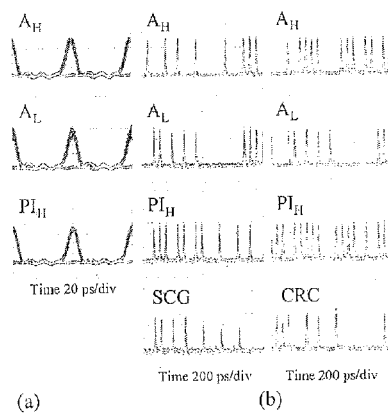 A_H A_H A_H
A_L A_L A_L
PI_H PI_H PI_H
Time 20 ps/div SCG CRC
Time 200 ps/div Time 200 ps/div
(a) (b)